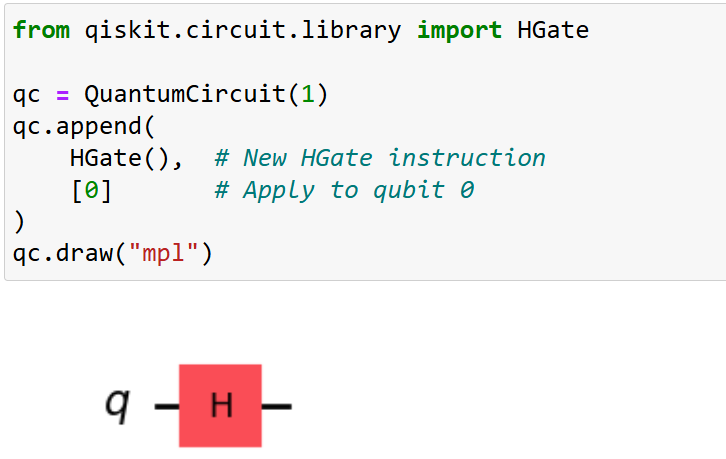 from qiskit.circuit.library import HGate
qc = QuantumCircuit(1)
qc.append(
    HGate(),  # New HGate instruction
    [0]       # Apply to qubit 0
)
qc.draw("mpl")
q H